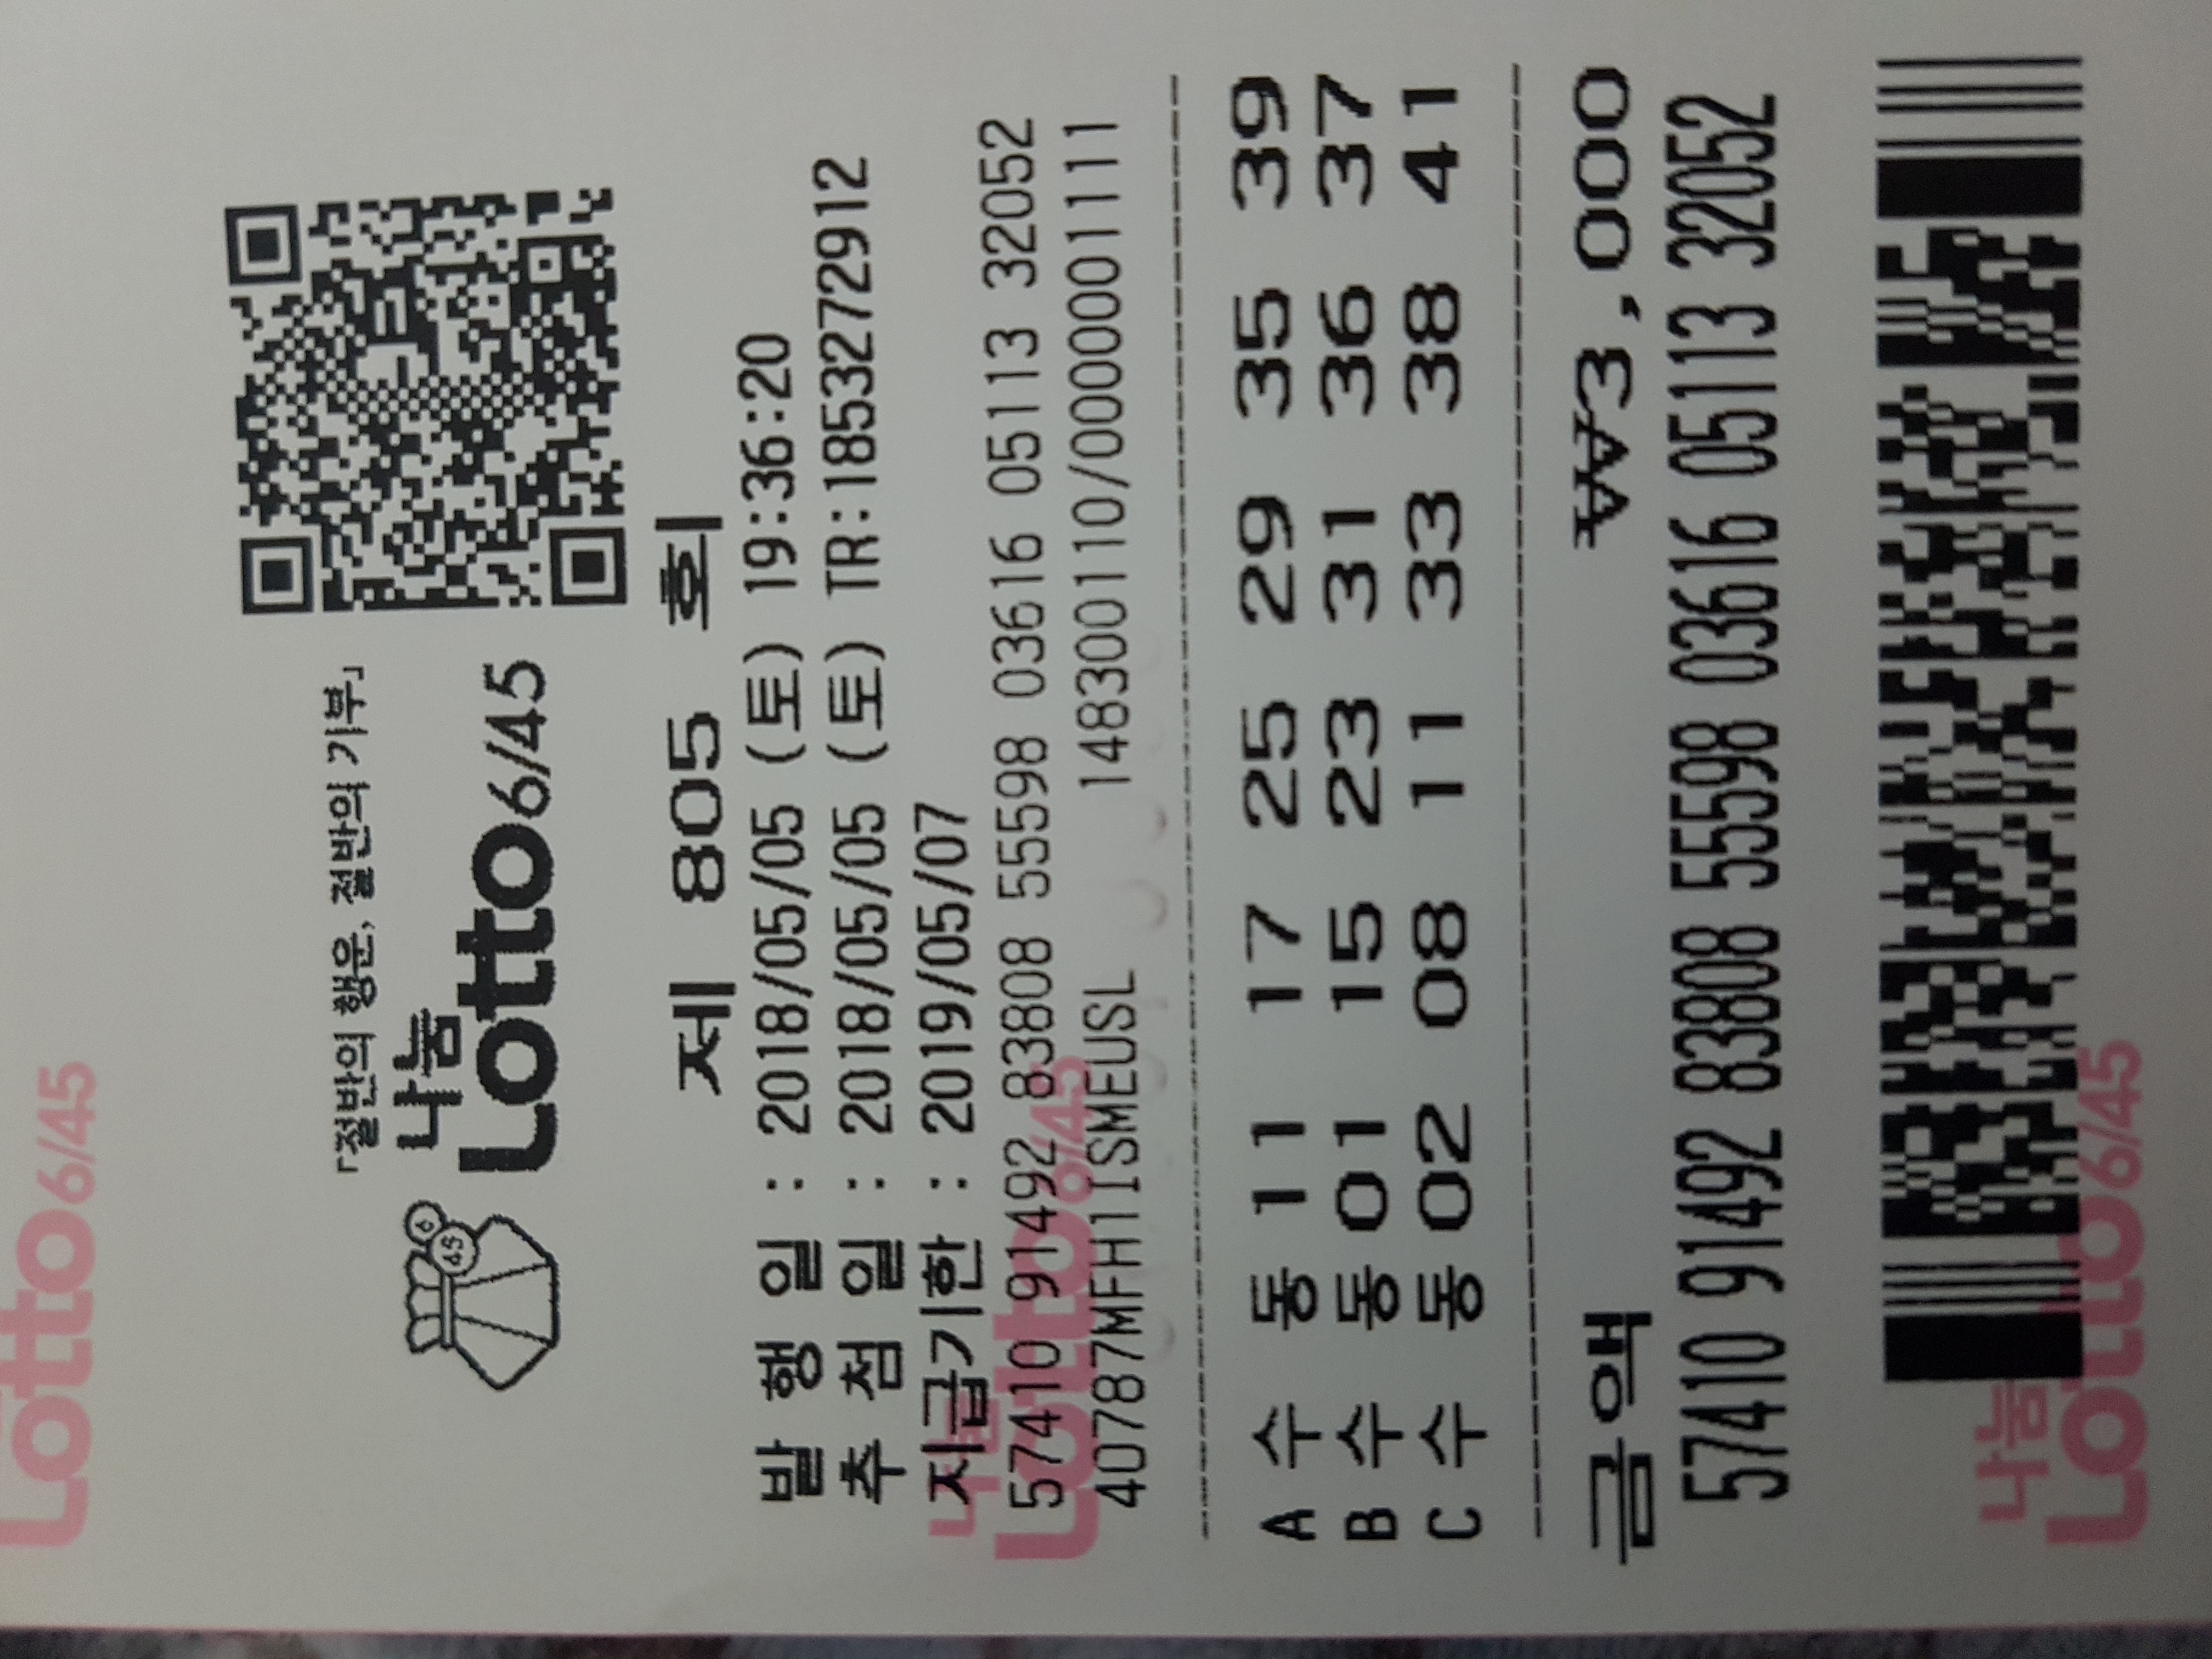 「절반의 행운, 절반의 기부」
나눔
Lotto6/45
6
45
제 805 회
발 행 일 : 2018/05/05 (토) 19:36:20
추 첨 일 : 2018/05/05 (토) TR:1853272912
지급기한 : 2019/05/07
57410 91492 83808 55598 03616 05113 32052
40787MFH1ISMEUSL 148300110/0000001111
A 수동 11 17 25 29 35 39
B 수동 01 15 23 31 36 37
C 수동 02 08 11 33 38 41
금액 ₩3,000
57410 91492 83808 55598 03616 05113 32052
Lotto6/45
나눔
Lotto6/45
나눔
Lotto6/45